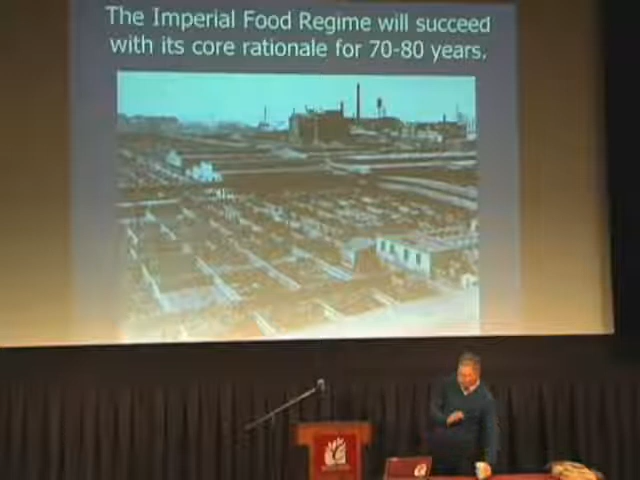 The Imperial Food Regime will succeed
with its core rationale for 70-80 years.